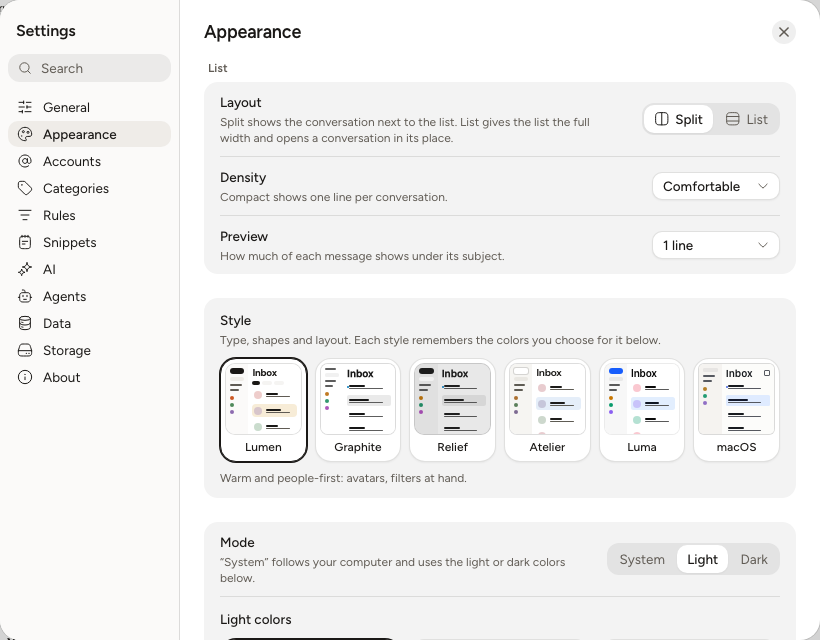 Settings
Search
General
Appearance
Accounts
Categories
Rules
Snippets
AI
Agents
Data
Storage
About
Appearance
List
Layout
Split shows the conversation next to the list. List gives the list the full
width and opens a conversation in its place.
Split
List
Density
Compact shows one line per conversation.
Comfortable
Preview
How much of each message shows under its subject.
1 line
Style
Type, shapes and layout. Each style remembers the colors you choose for it below.
Inbox
Inbox
Inbox
Inbox
Inbox
Inbox
Lumen
Graphite
Relief
Atelier
Luma
macOS
Warm and people-first: avatars, filters at hand.
Mode
“System” follows your computer and uses the light or dark colors
below.
System
Light
Dark
Light colors